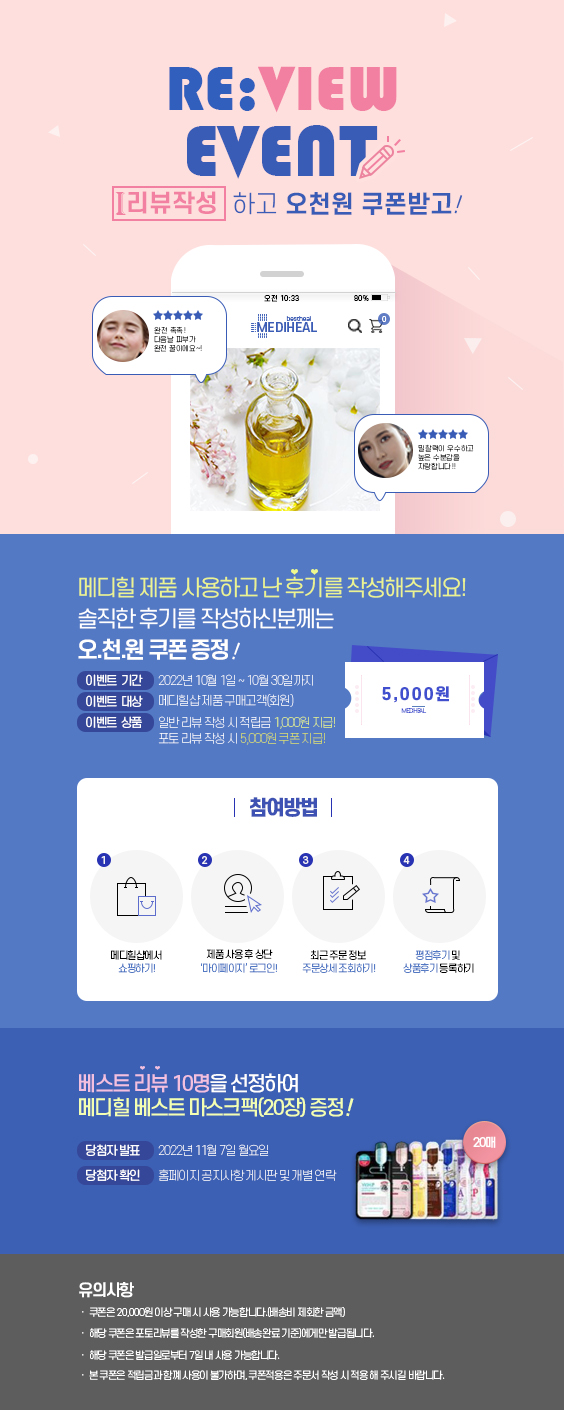 RE:VIEW
EVENT
리뷰작성 하고 오천원 쿠폰받고!
오전 10:33
80%
bestheal
MEDIHEAL
0
★★★★★
완전 촉촉!
다음날 피부가
완전 꿀이에요~!
★★★★★
밀착력이 우수하고
높은 수분감을
자랑합니다!!
메디힐 제품 사용하고 난 후기를 작성해주세요!
솔직한 후기를 작성하신분께는
오.천.원 쿠폰 증정!
이벤트 기간 2022년 10월 1일 ~ 10월 30일까지
이벤트 대상 메디힐샵 제품 구매고객(회원)
이벤트 상품 일반 리뷰 작성 시 적립금 1,000원 지급!
포토 리뷰 작성 시 5,000원 쿠폰 지급!
5,000원
MEDIHEAL
참여방법
1
메디힐샵에서
쇼핑하기!
2
제품 사용 후 상단
'마이페이지' 로그인!
3
최근 주문 정보
주문상세 조회하기!
4
평점후기 및
상품후기 등록하기
베스트 리뷰 10명을 선정하여
메디힐 베스트 마스크팩(20장) 증정!
당첨자 발표 2022년 11월 7일 월요일
당첨자 확인 홈페이지 공지사항 게시판 및 개별 연락
20매
유의사항
· 쿠폰은 20,000원 이상 구매 시 사용 가능합니다.(배송비 제외한 금액)
· 해당 쿠폰은 포토리뷰를 작성한 구매회원(배송완료 기준)에게만 발급됩니다.
· 해당 쿠폰은 발급일로부터 7일 내 사용 가능합니다.
· 본 쿠폰은 적립금과 함께 사용이 불가하며, 쿠폰적용은 주문서 작성 시 적용 해 주시길 바랍니다.